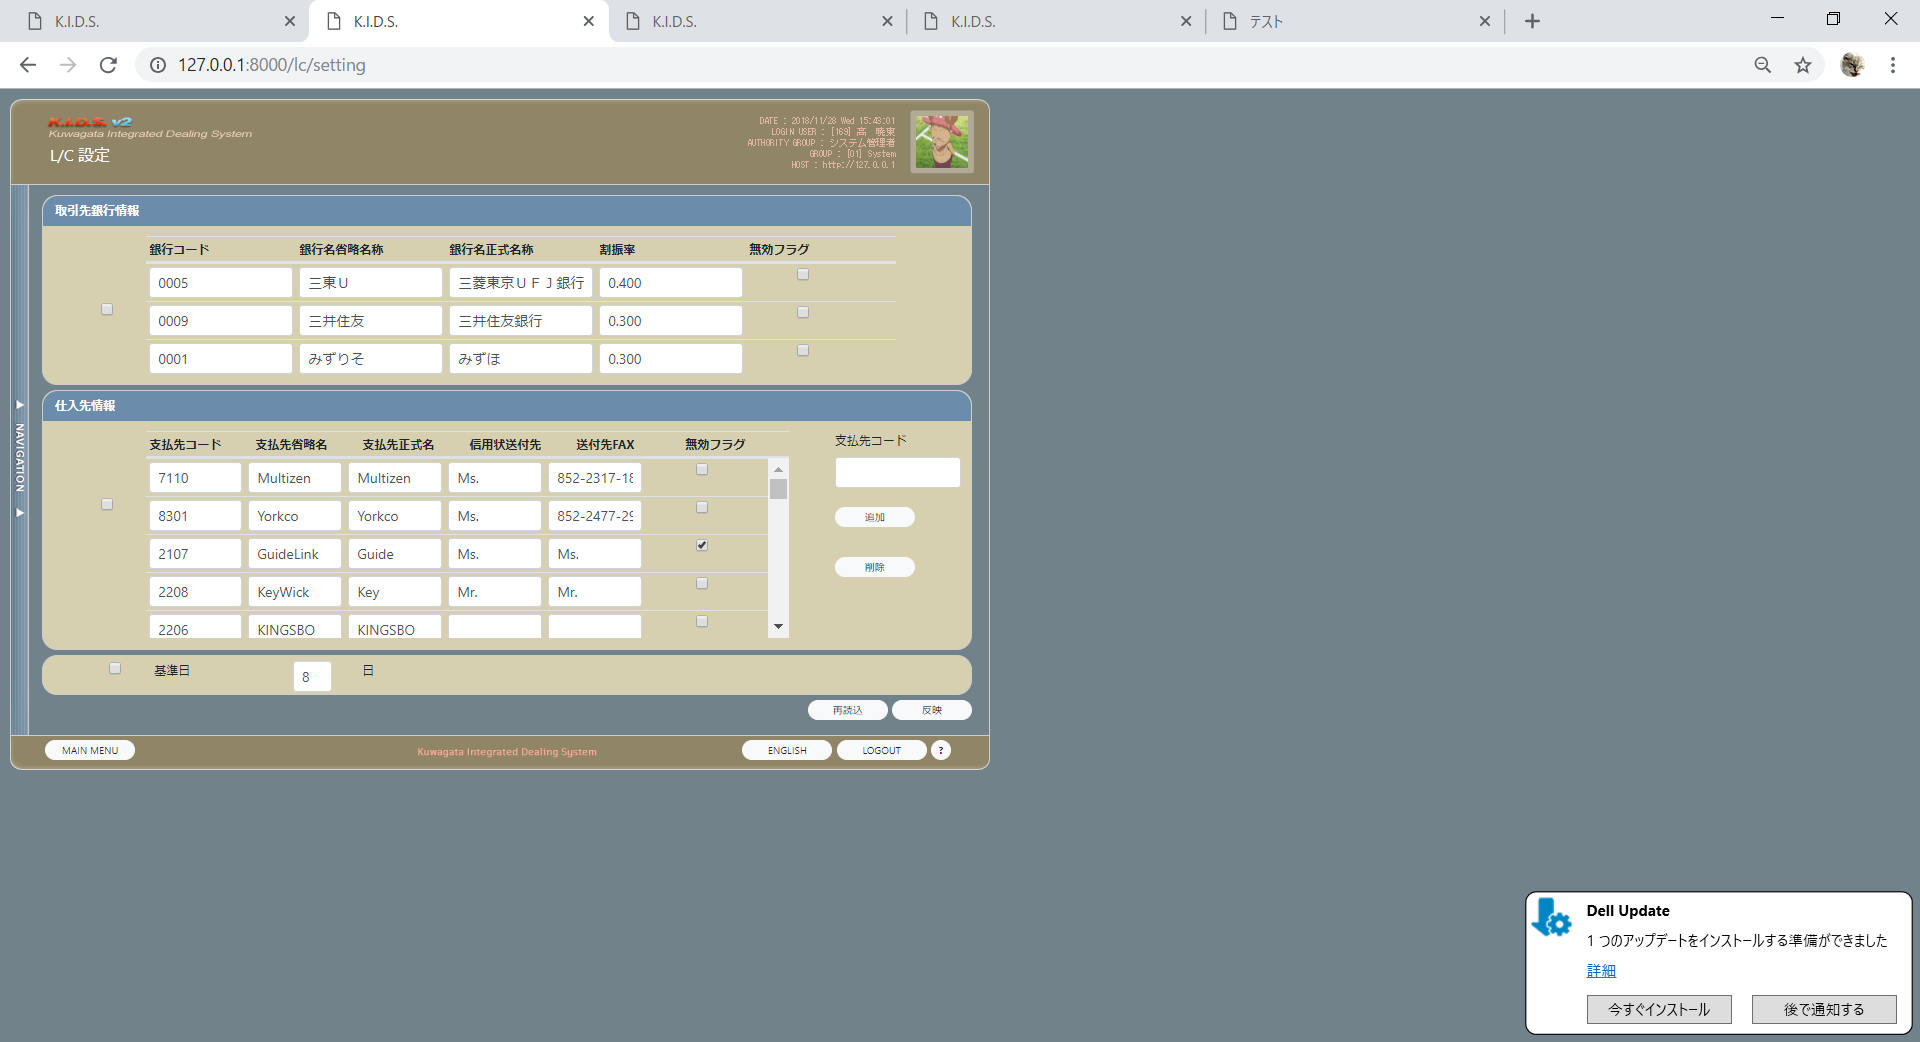 K.I.D.S.
K.I.D.S.
K.I.D.S.
K.I.D.S.
テスト
127.0.0.1:8000/lc/setting
K.I.D.S. v2
Kuwagata Integrated Dealing System
L/C 設定
DATE : 2018/11/28 Wed 15:43:01
LOGIN USER : [169] 高 暁東
AUTHORITY GROUP : システム管理者
GROUP : [01] System
HOST : http://127.0.0.1
NAVIGATION
取引先銀行情報
銀行コード 銀行名省略名称 銀行名正式名称 割振率 無効フラグ
0005 三東Ｕ 三菱東京ＵＦＪ銀行 0.400
0009 三井住友 三井住友銀行 0.300
0001 みずりそ みずほ 0.300
仕入先情報
支払先コード 支払先省略名 支払先正式名 信用状送付先 送付先FAX 無効フラグ
7110 Multizen Multizen Ms. 852-2317-18
8301 Yorkco Yorkco Ms. 852-2477-29
2107 GuideLink Guide Ms. Ms.
2208 KeyWick Key Mr. Mr.
2206 KINGSBO KINGSBO
支払先コード
追加
削除
基準日 8 日
再読込 反映
MAIN MENU Kuwagata Integrated Dealing System ENGLISH LOGOUT ?
Dell Update
1 つのアップデートをインストールする準備ができました
詳細
今すぐインストール 後で通知する